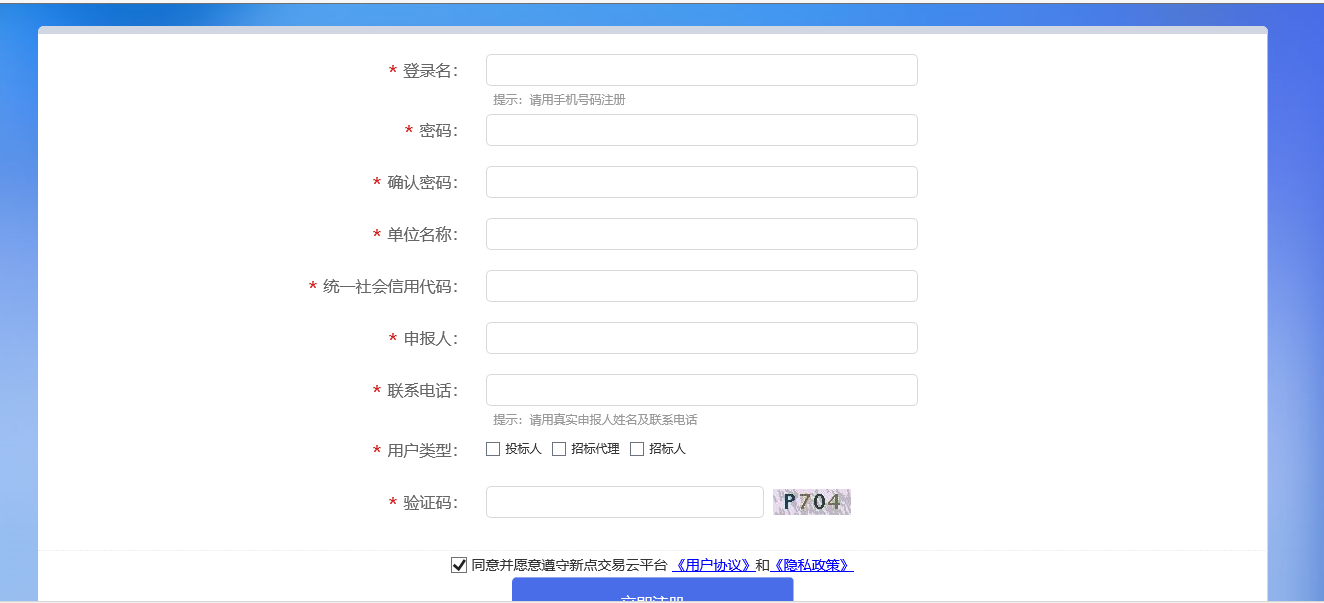 * 登录名：
提示：请用手机号码注册
* 密码：
* 确认密码：
* 单位名称：
* 统一社会信用代码：
* 申报人：
* 联系电话：
提示：请用真实申报人姓名及联系电话
* 用户类型： 投标人 招标代理 招标人
* 验证码： P704
同意并愿意遵守新点交易云平台 《用户协议》和《隐私政策》
立即注册